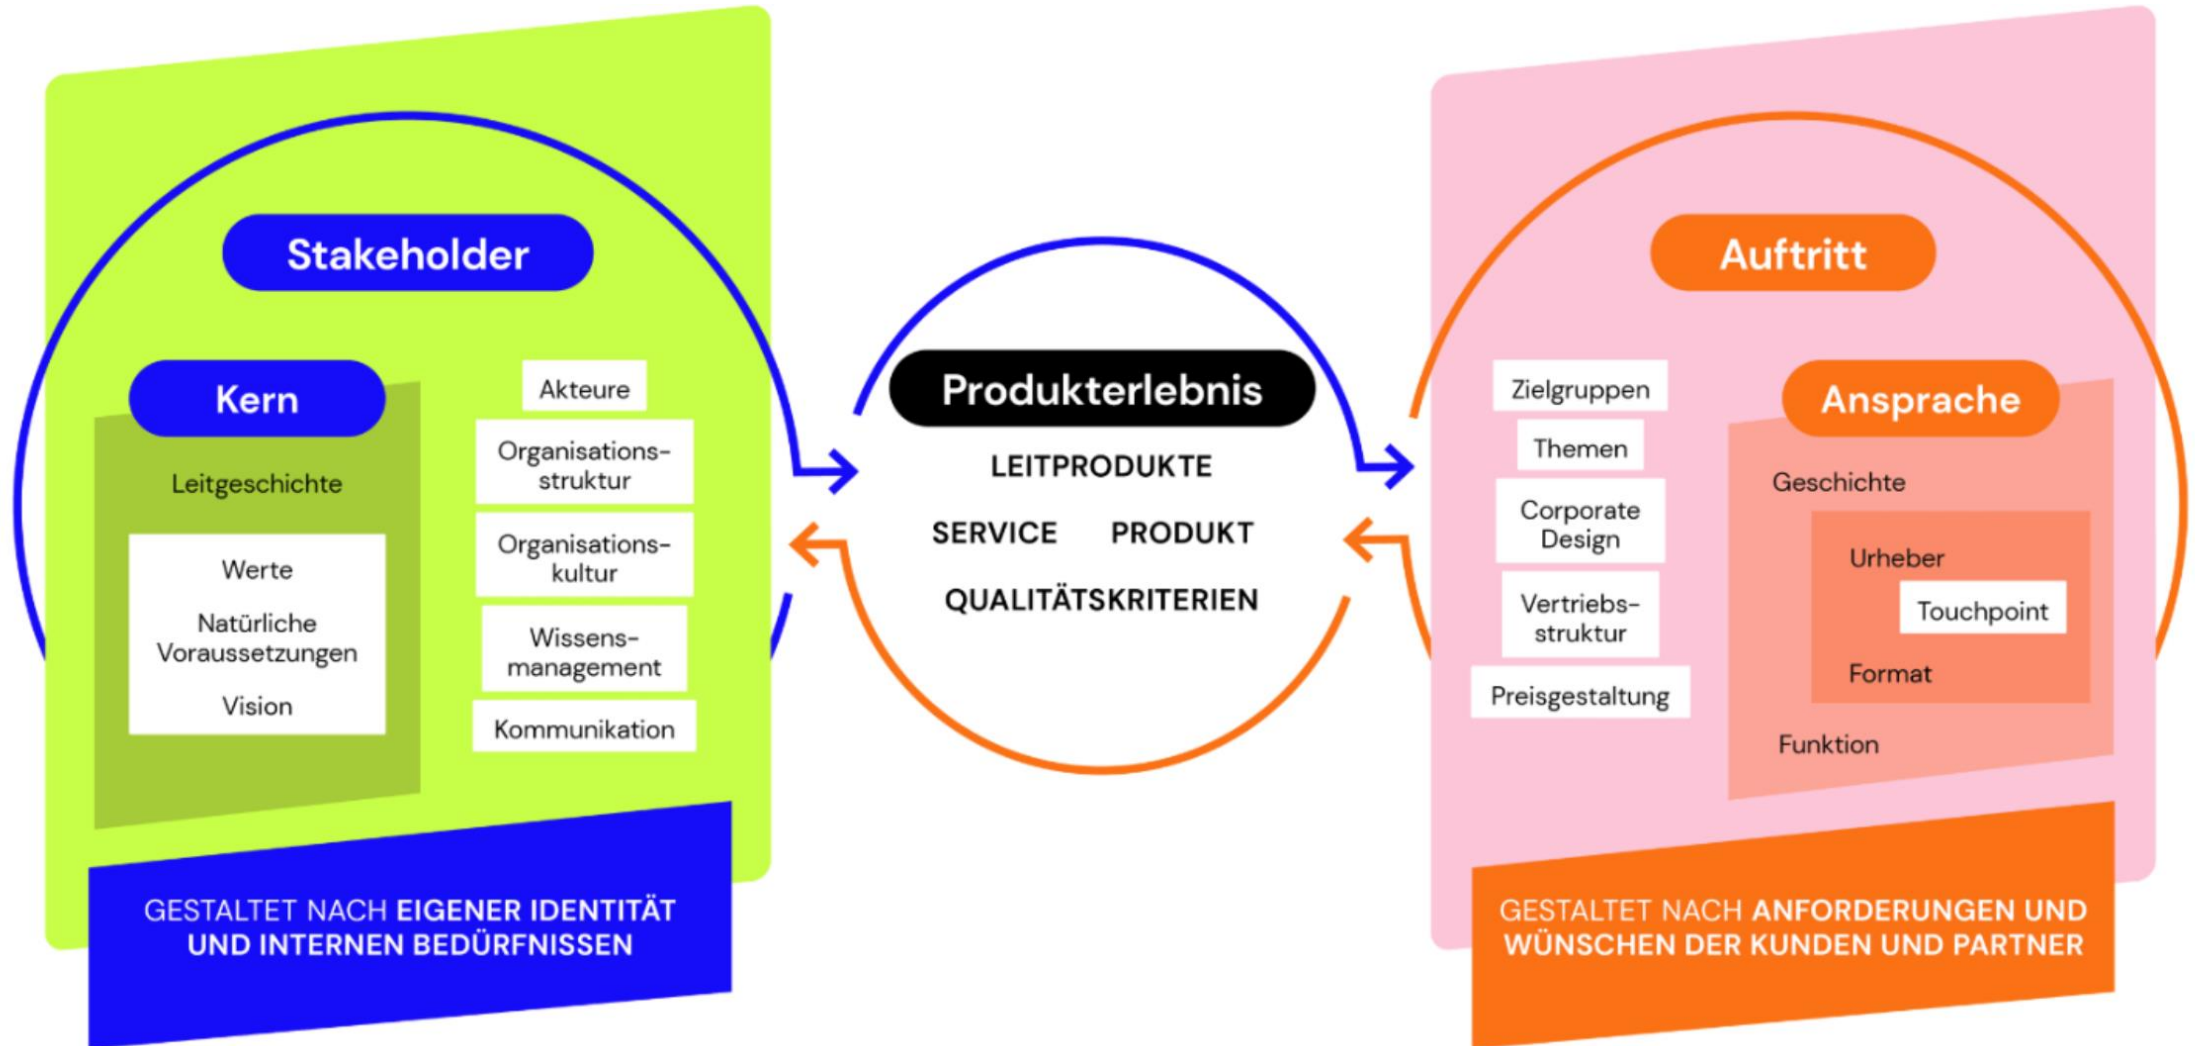 Stakeholder
Kern
Leitgeschichte
Werte
Natürliche
Voraussetzungen
Vision
Akteure
Organisations-
struktur
Organisations-
kultur
Wissens-
management
Kommunikation
GESTALTET NACH EIGENER IDENTITÄT
UND INTERNEN BEDÜRFNISSEN
Produkterlebnis
LEITPRODUKTE
SERVICE PRODUKT
QUALITÄTSKRITERIEN
Auftritt
Zielgruppen
Themen
Corporate
Design
Vertriebs-
struktur
Preisgestaltung
Ansprache
Geschichte
Urheber
Touchpoint
Format
Funktion
GESTALTET NACH ANFORDERUNGEN UND
WÜNSCHEN DER KUNDEN UND PARTNER